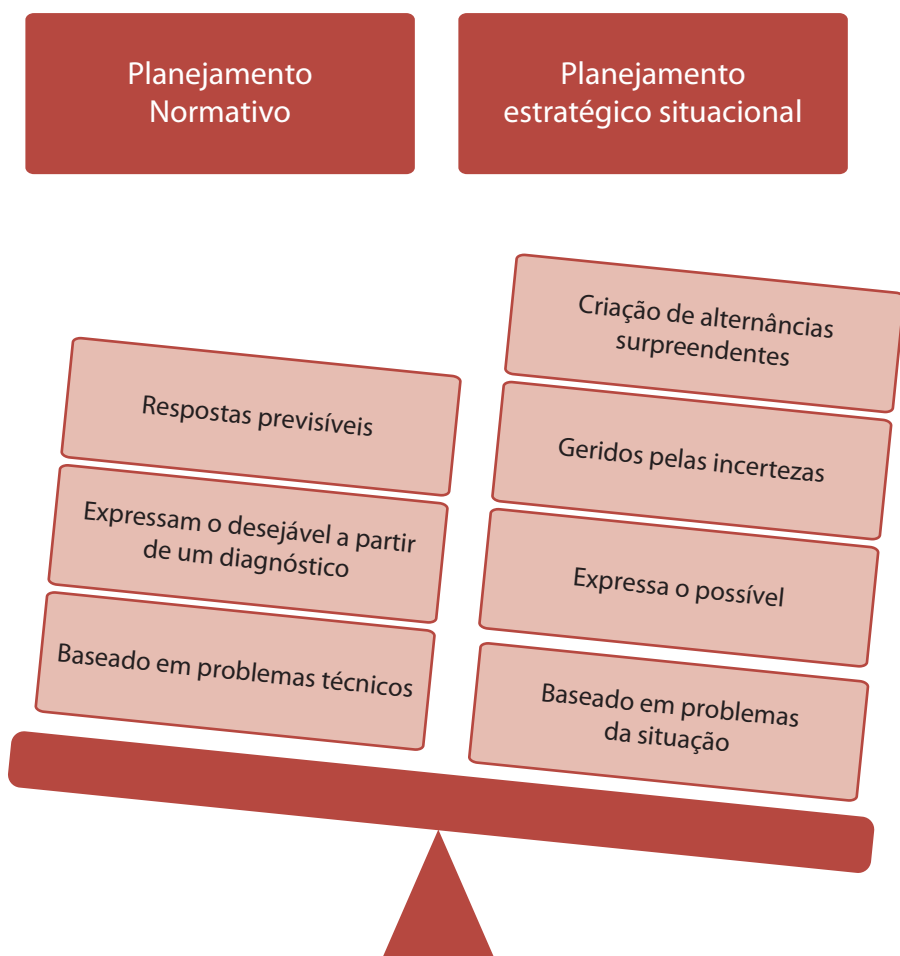 Planejamento
Normativo
Planejamento
estratégico situacional
Respostas previsíveis
Expressam o desejável a partir
de um diagnóstico
Baseado em problemas técnicos
Criação de alternâncias
surpreendentes
Geridos pelas incertezas
Expressa o possível
Baseado em problemas
da situação